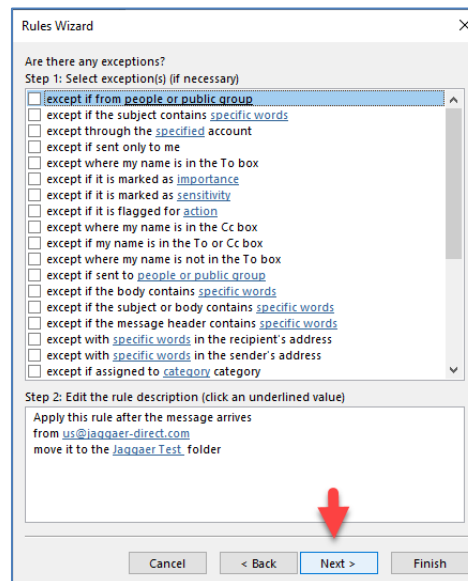 Rules Wizard
Are there any exceptions?
Step 1: Select exception(s) (if necessary)
except if from people or public group
except if the subject contains specific words
except through the specified account
except if sent only to me
except where my name is in the To box
except if it is marked as importance
except if it is marked as sensitivity
except if it is flagged for action
except where my name is in the Cc box
except if my name is in the To or Cc box
except where my name is not in the To box
except if sent to people or public group
except if the body contains specific words
except if the subject or body contains specific words
except if the message header contains specific words
except with specific words in the recipient's address
except with specific words in the sender's address
except if assigned to category category
Step 2: Edit the rule description (click an underlined value)
Apply this rule after the message arrives
from us@jaggaer-direct.com
move it to the Jaggaer Test folder
Cancel < Back Next > Finish